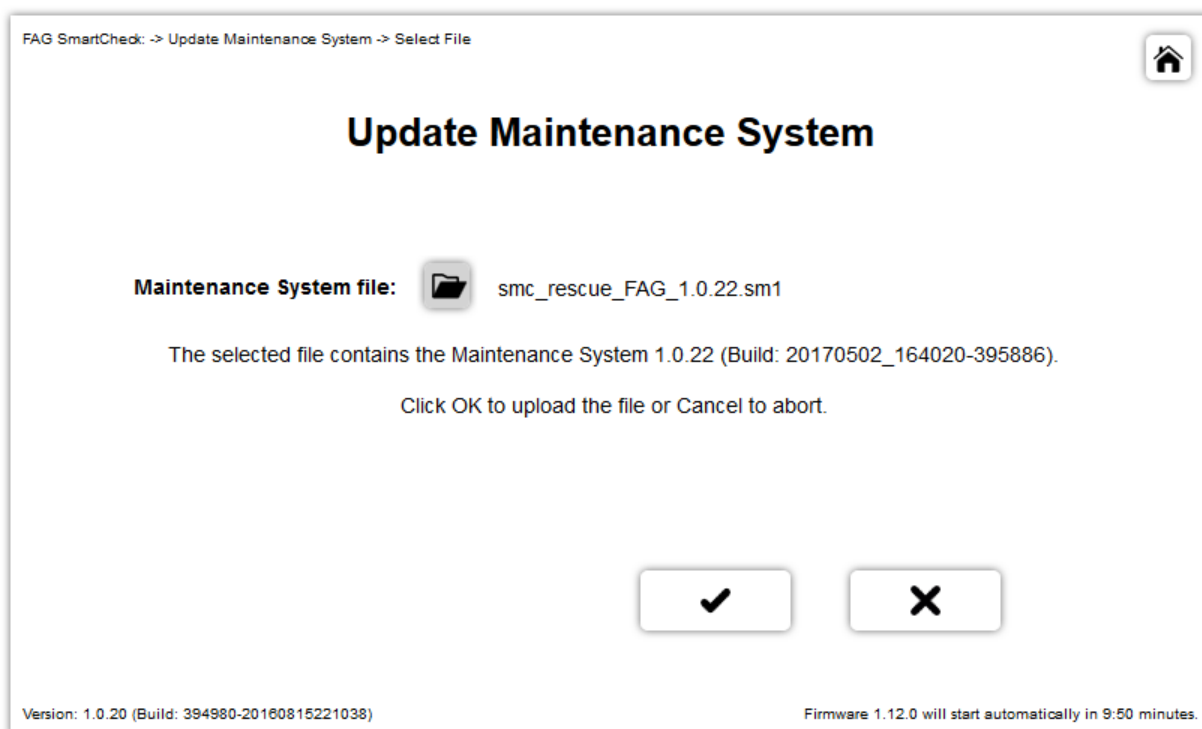 FAG SmartCheck: -> Update Maintenance System -> Select File
Update Maintenance System
Maintenance System file: smc_rescue_FAG_1.0.22.sm1
The selected file contains the Maintenance System 1.0.22 (Build: 20170502_164020-395886).
Click OK to upload the file or Cancel to abort.
Version: 1.0.20 (Build: 394980-20160815221038) Firmware 1.12.0 will start automatically in 9:50 minutes.